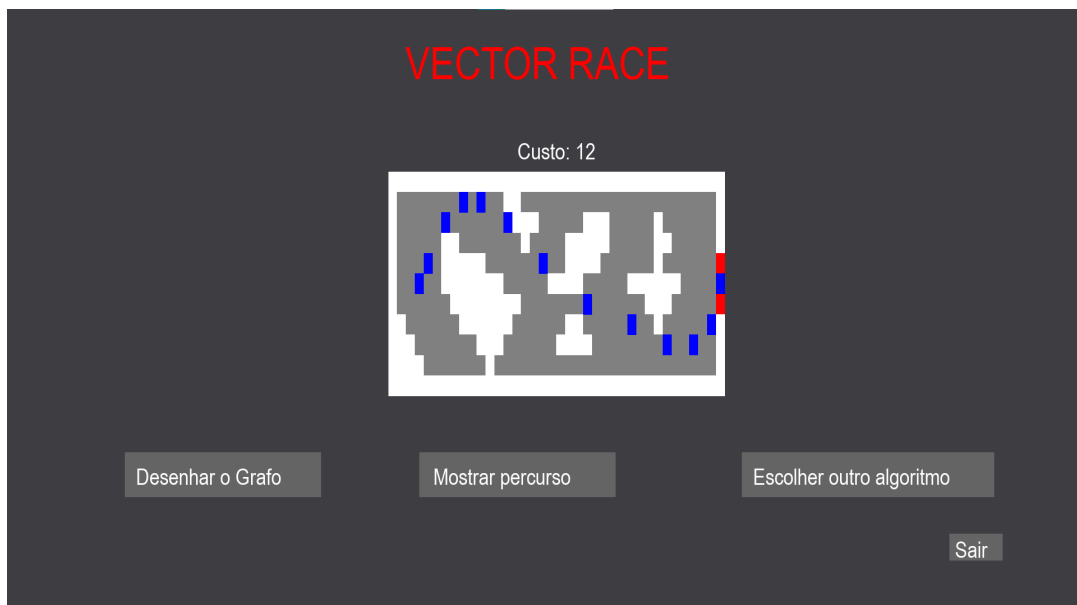 VECTOR RACE
Custo: 12
Desenhar o Grafo
Mostrar percurso
Escolher outro algoritmo
Sair